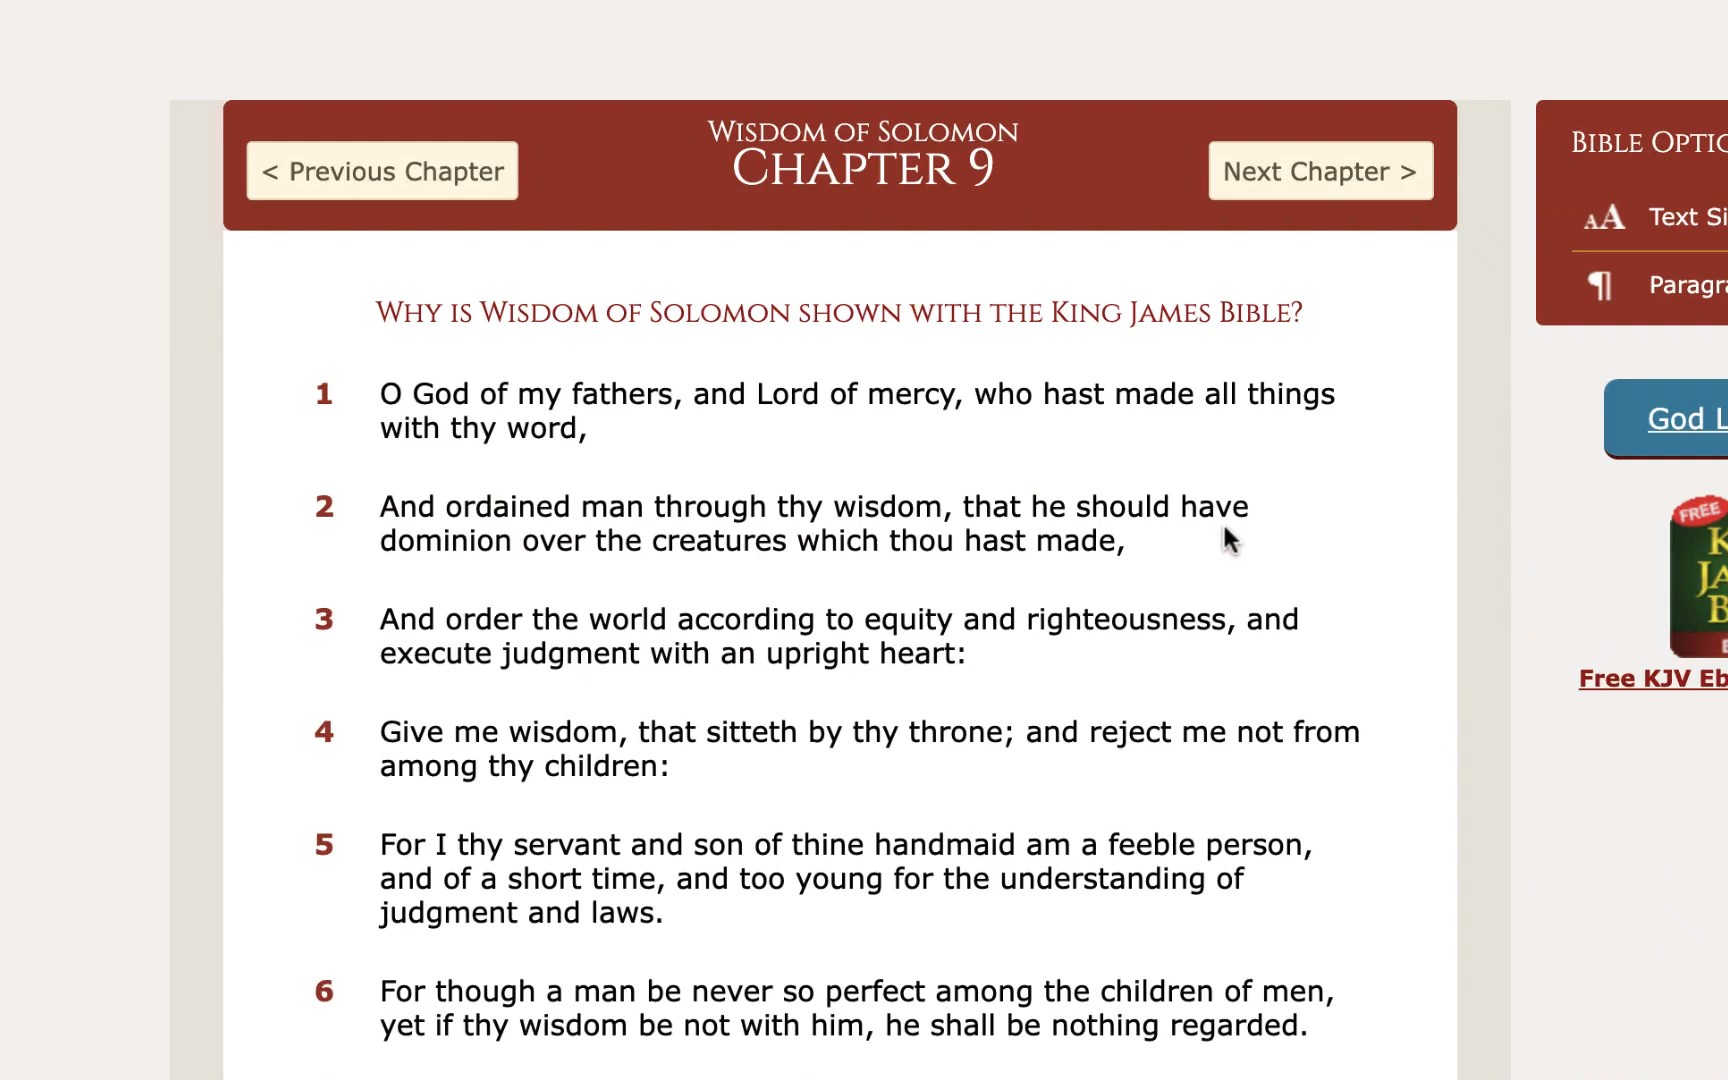 Wisdom of Solomon
Chapter 9
< Previous Chapter
Next Chapter >
Why is Wisdom of Solomon shown with the King James Bible?
1 O God of my fathers, and Lord of mercy, who hast made all things
with thy word,
2 And ordained man through thy wisdom, that he should have
dominion over the creatures which thou hast made,
3 And order the world according to equity and righteousness, and
execute judgment with an upright heart:
4 Give me wisdom, that sitteth by thy throne; and reject me not from
among thy children:
5 For I thy servant and son of thine handmaid am a feeble person,
and of a short time, and too young for the understanding of
judgment and laws.
6 For though a man be never so perfect among the children of men,
yet if thy wisdom be not with him, he shall be nothing regarded.
Bible
AA Text
¶
God
FREE
Free KJV